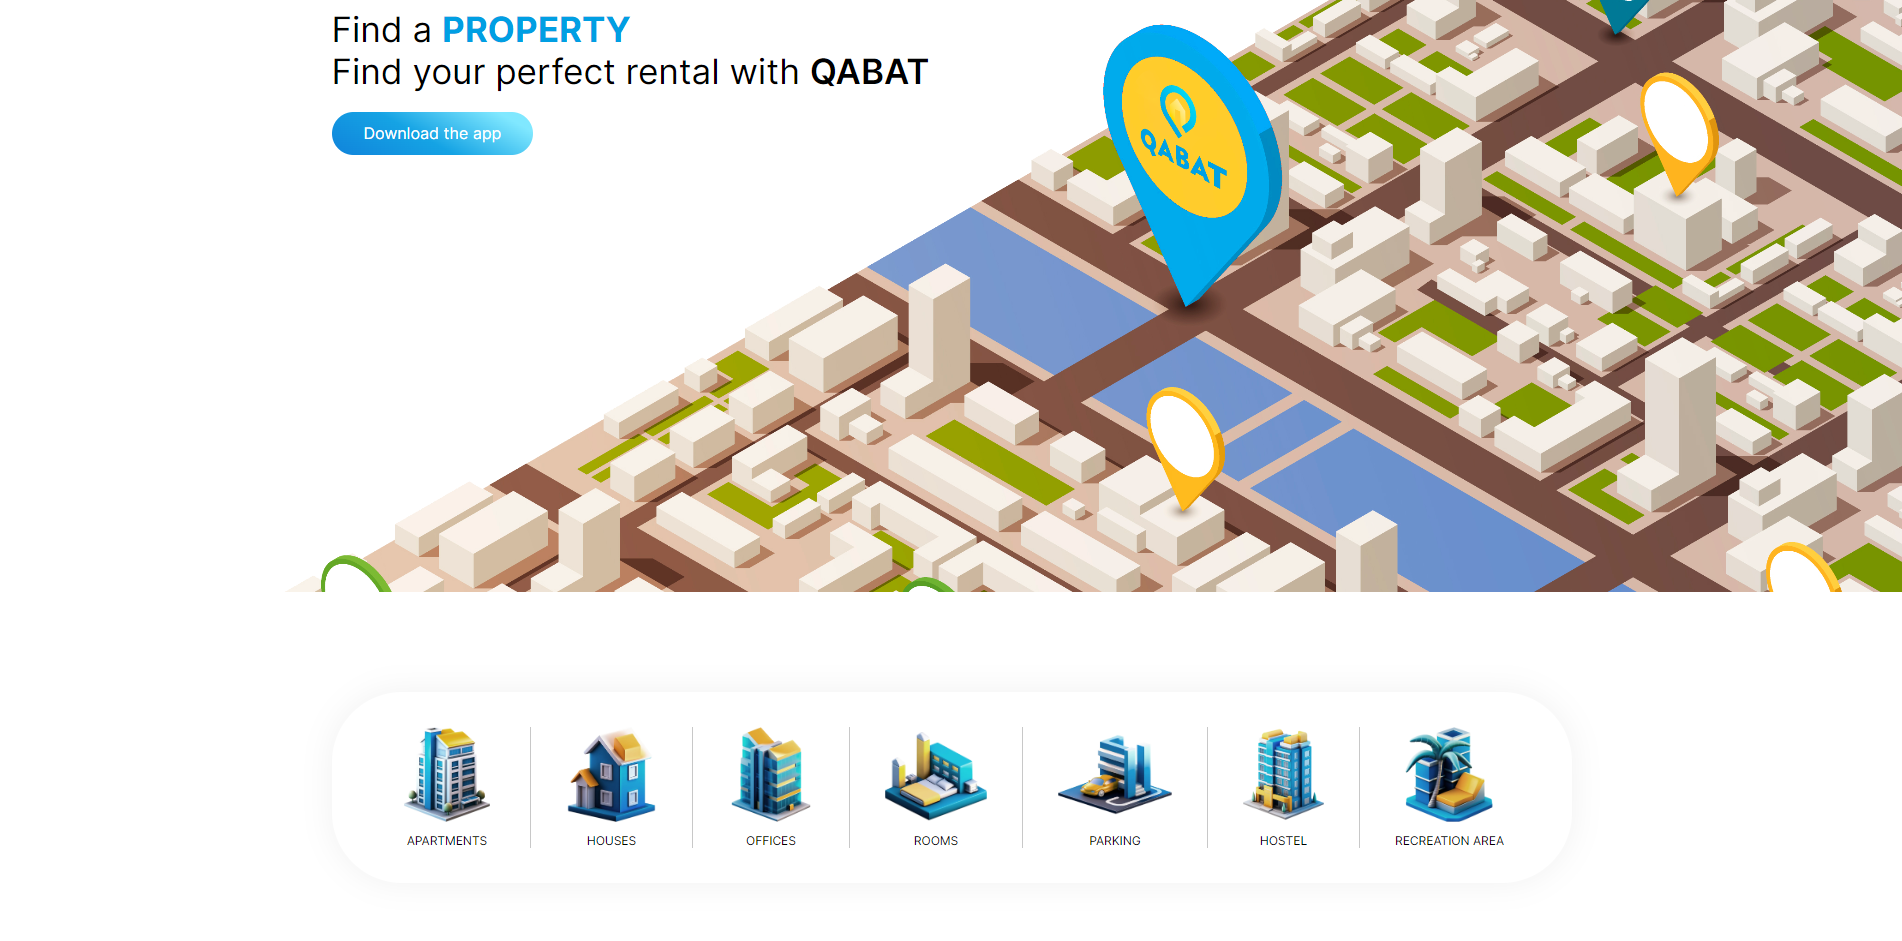 Find a PROPERTY
Find your perfect rental with QABAT
Download the app
QABAT
APARTMENTS
HOUSES
OFFICES
ROOMS
PARKING
HOSTEL
RECREATION AREA